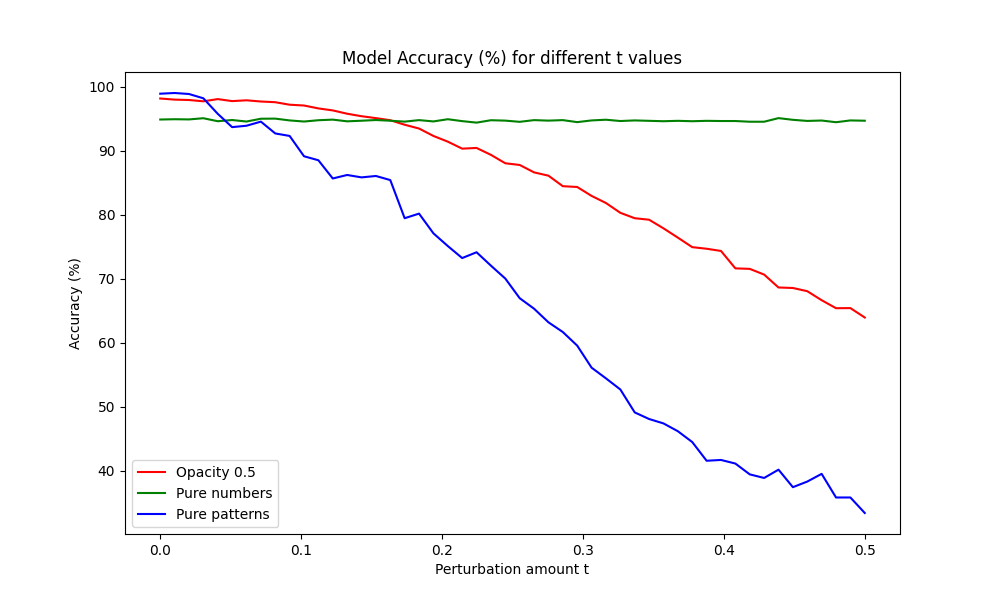 Model Accuracy (%) for different t values
Accuracy (%)
100
90
80
70
60
50
40
Opacity 0.5
Pure numbers
Pure patterns
0.0 0.1 0.2 0.3 0.4 0.5
Perturbation amount t